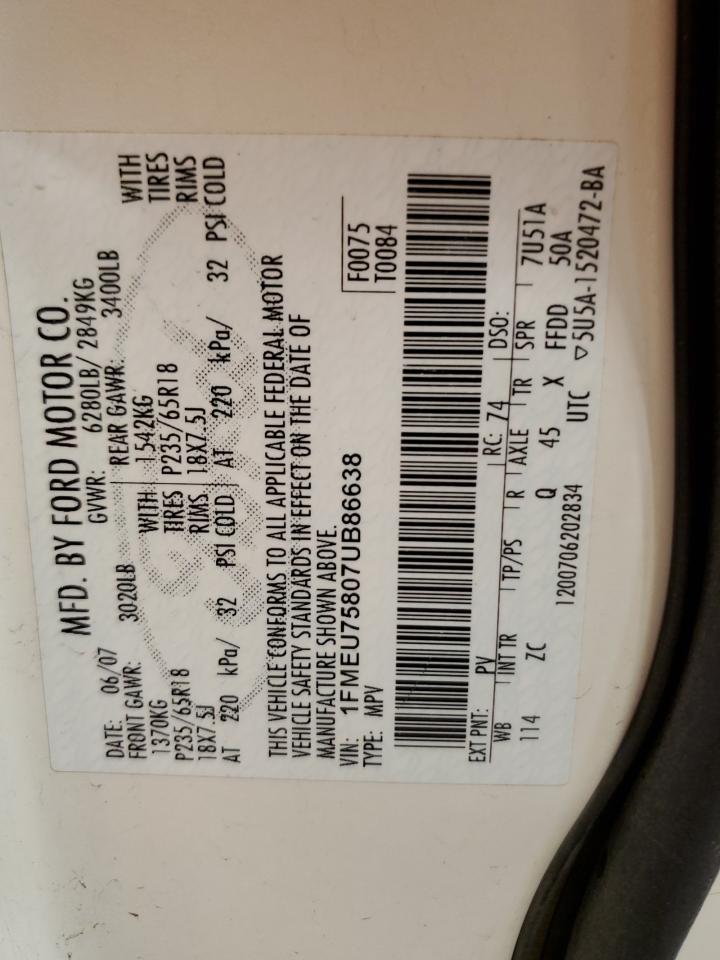 MFD. BY FORD MOTOR CO.
DATE: 06/07 GVWR: 6280LB/ 2849KG
FRONT GAWR: 3020LB REAR GAWR: 3400LB
1370KG WITH 1542KG WITH
P235/65R18 TIRES P235/65R18 TIRES
18X7.5J RIMS 18X7.5J RIMS
AT 220 kPa/ 32 PSI COLD AT 220 kPa/ 32 PSI COLD
THIS VEHICLE CONFORMS TO ALL APPLICABLE FEDERAL MOTOR
VEHICLE SAFETY STANDARDS IN EFFECT ON THE DATE OF
MANUFACTURE SHOWN ABOVE.
VIN: 1FMEU75807UB86638 F0075
TYPE: MPV T0084
EXT PNT: PV RC: 74 DSO:
WB INT TR TP/PS R AXLE TR SPR 7U51A
114 ZC Q 45 X FFDD 50A
1200706202834 UTC ▽5U5A-1520472-BA